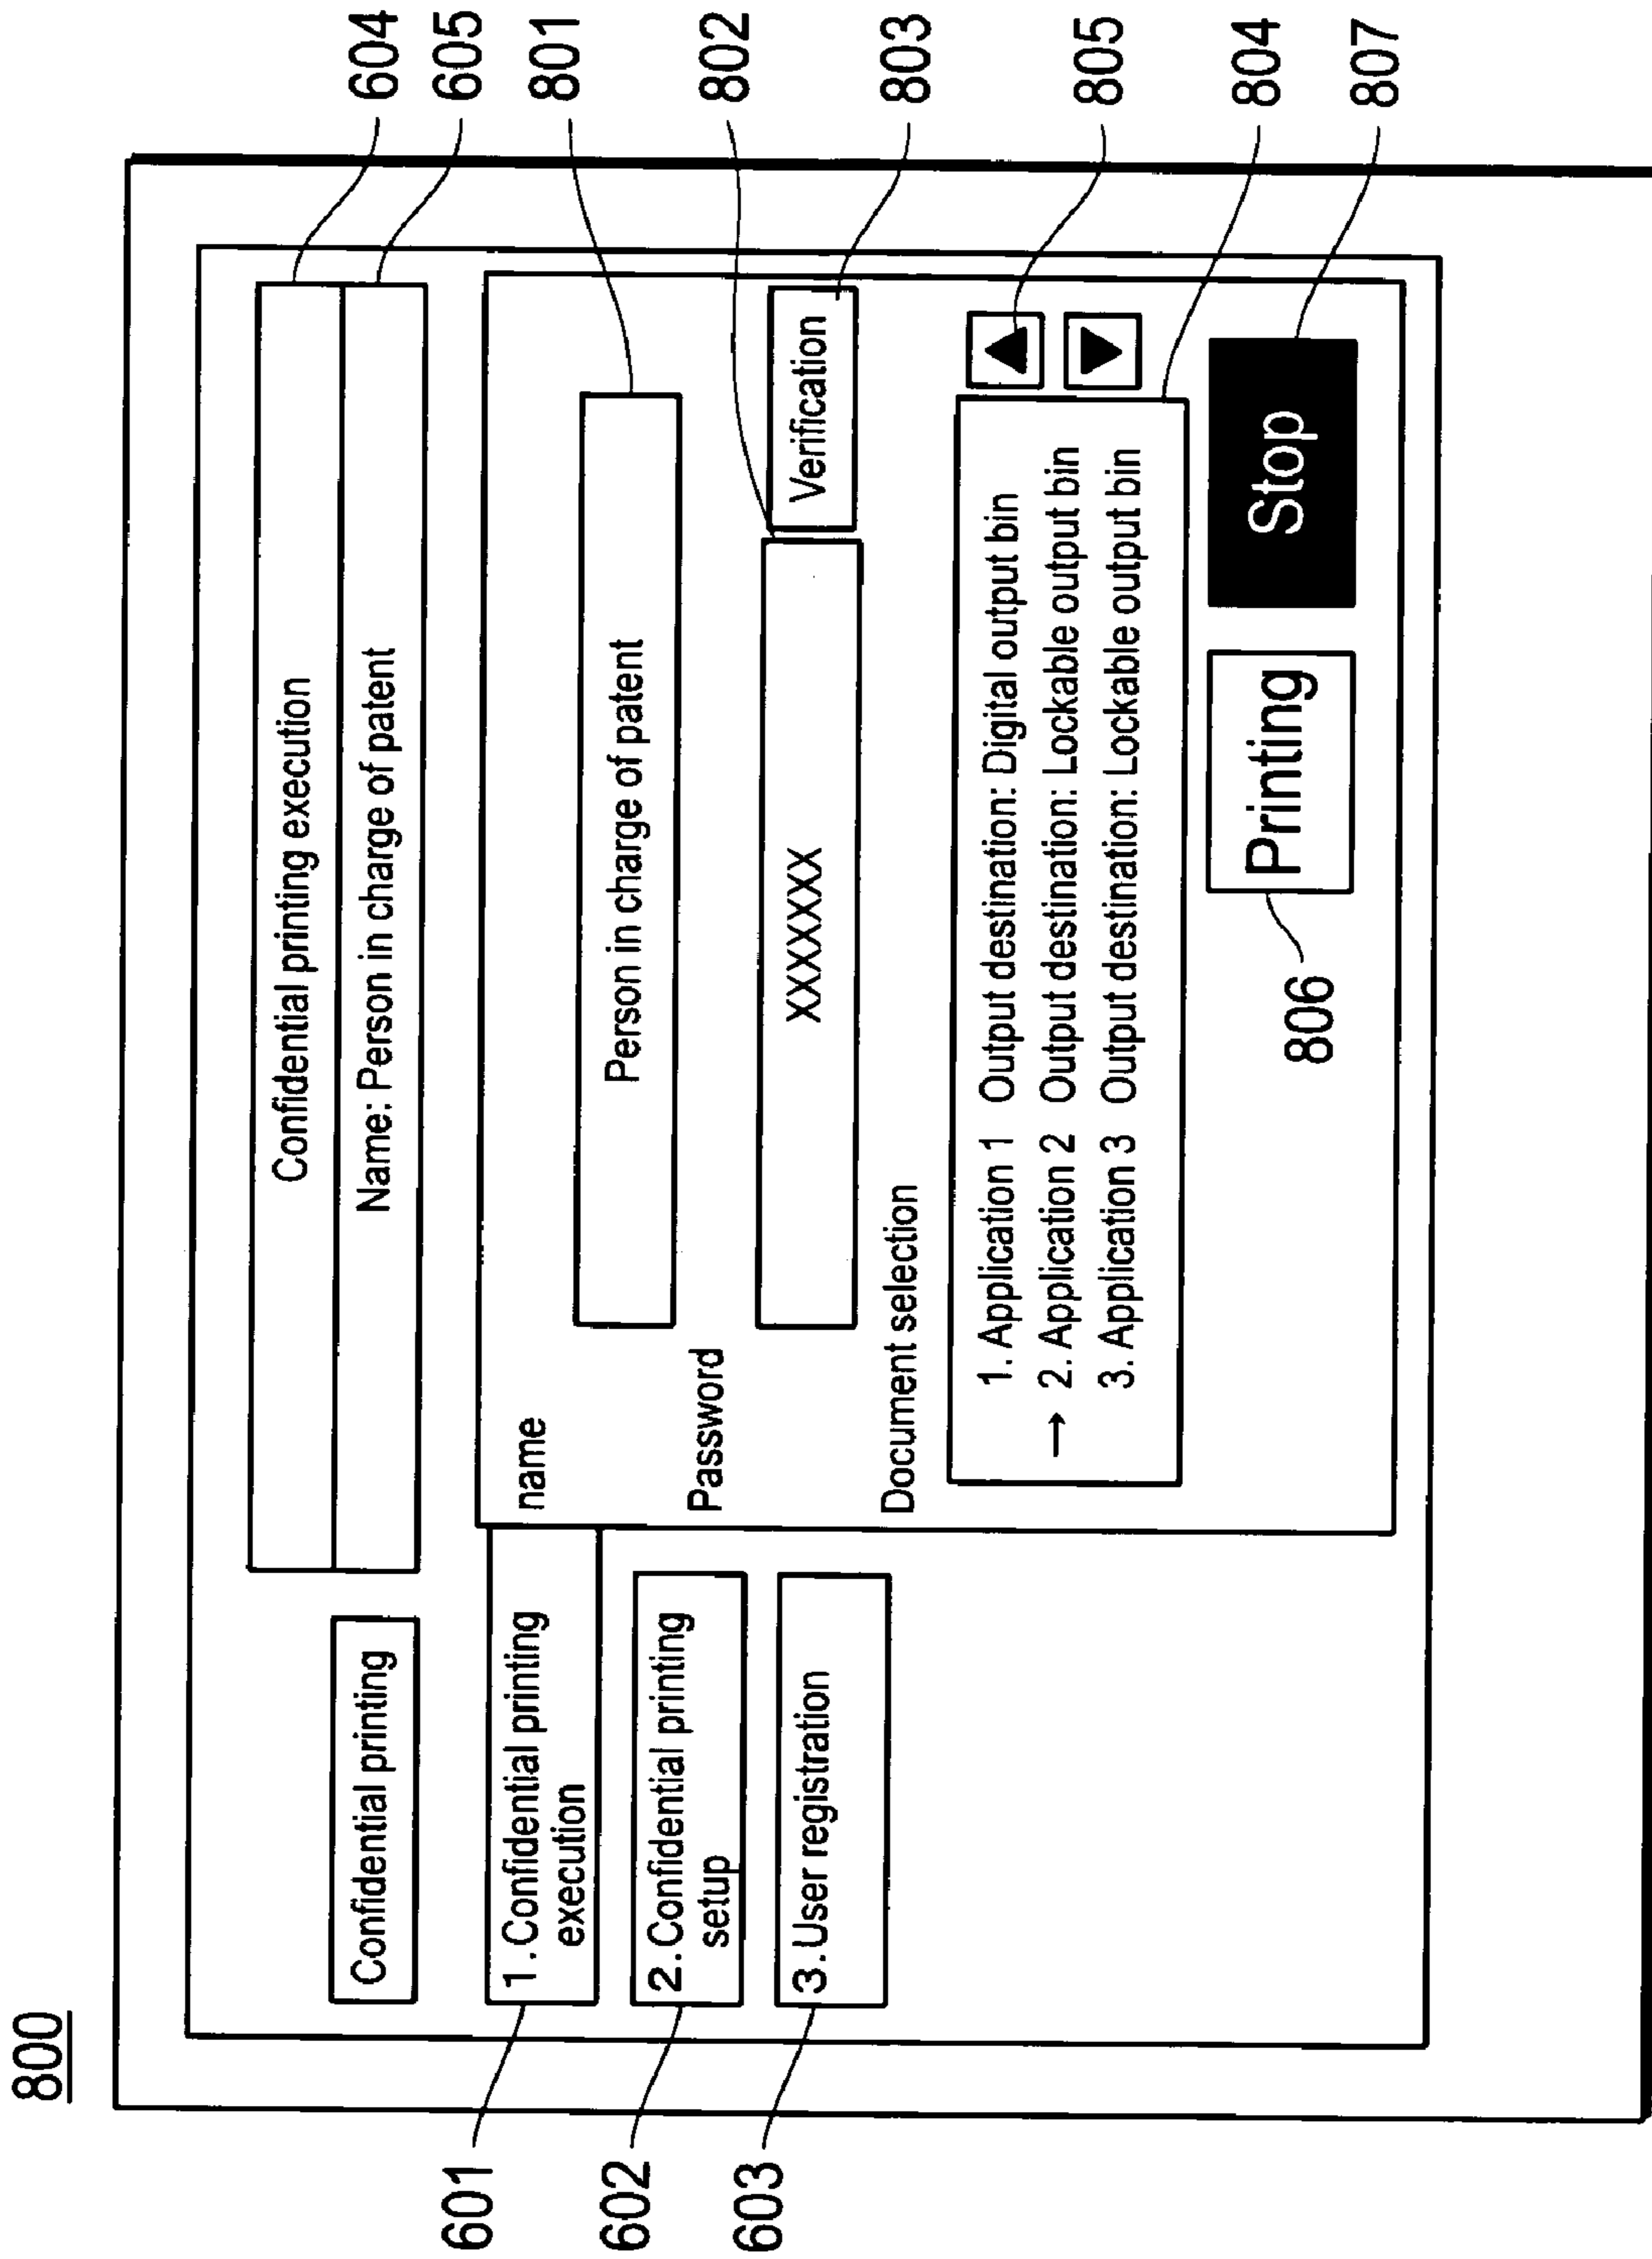 800
Confidential printing
Confidential printing execution
604
Name: Person in charge of patent
605
601
1. Confidential printing
execution
602
2. Confidential printing
setup
603
3. User registration
name
Person in charge of patent
801
Password
XXXXXXX
802
Verification
803
Document selection
1. Application 1 Output destination: Digital output bin
→ 2. Application 2 Output destination: Lockable output bin
3. Application 3 Output destination: Lockable output bin
▲
▼
805
804
806
Printing
Stop
807